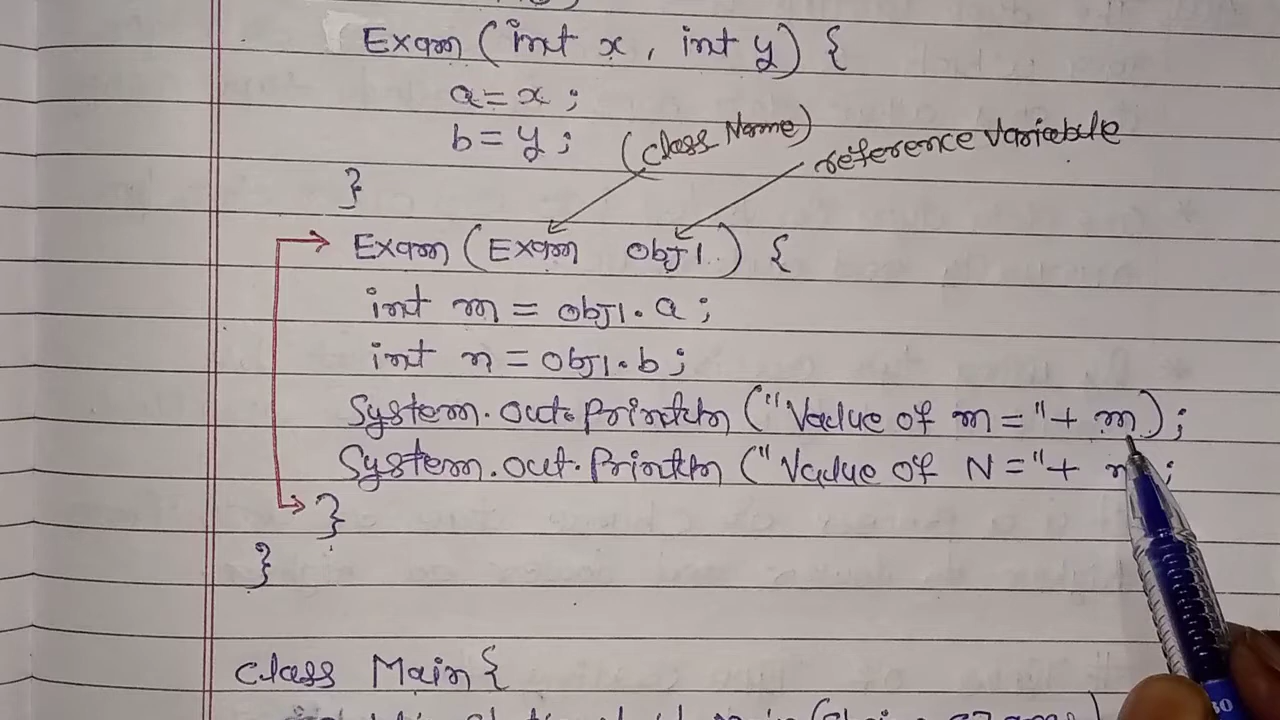 Exam (int x, int y) {
a = x ;
b = y ;
(class Name)
reference variable
}
Exam (Exam obj1) {
int m = obj1.a ;
int n = obj1.b ;
System.out.println ("Value of m = " + m) ;
System.out.println ("Value of N = " + n ;
}
}
class Main {